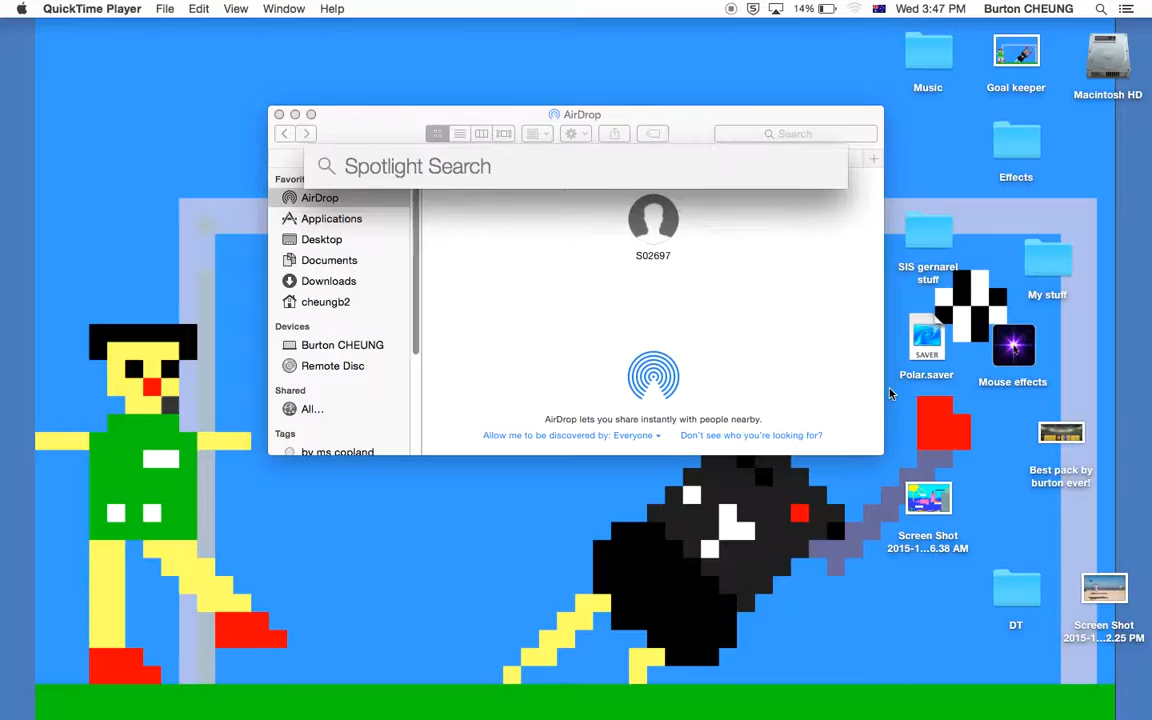 QuickTime Player File Edit View Window Help 14% Wed 3:47 PM Burton CHEUNG
AirDrop
Search
Spotlight Search
Favorit
AirDrop
Applications
Desktop
Documents
Downloads
cheungb2
Devices
Burton CHEUNG
Remote Disc
Shared
All...
Tags
by ms copland
S02697
AirDrop lets you share instantly with people nearby.
Allow me to be discovered by: Everyone Don't see who you're looking for?
Music
Goal keeper
Macintosh HD
Effects
SIS gernarel
stuff
My stuff
SAVER
Polar.saver
Mouse effects
Best pack by
burton ever!
Screen Shot
2015-1...6.38 AM
DT
Screen Shot
2015-1...2.25 PM